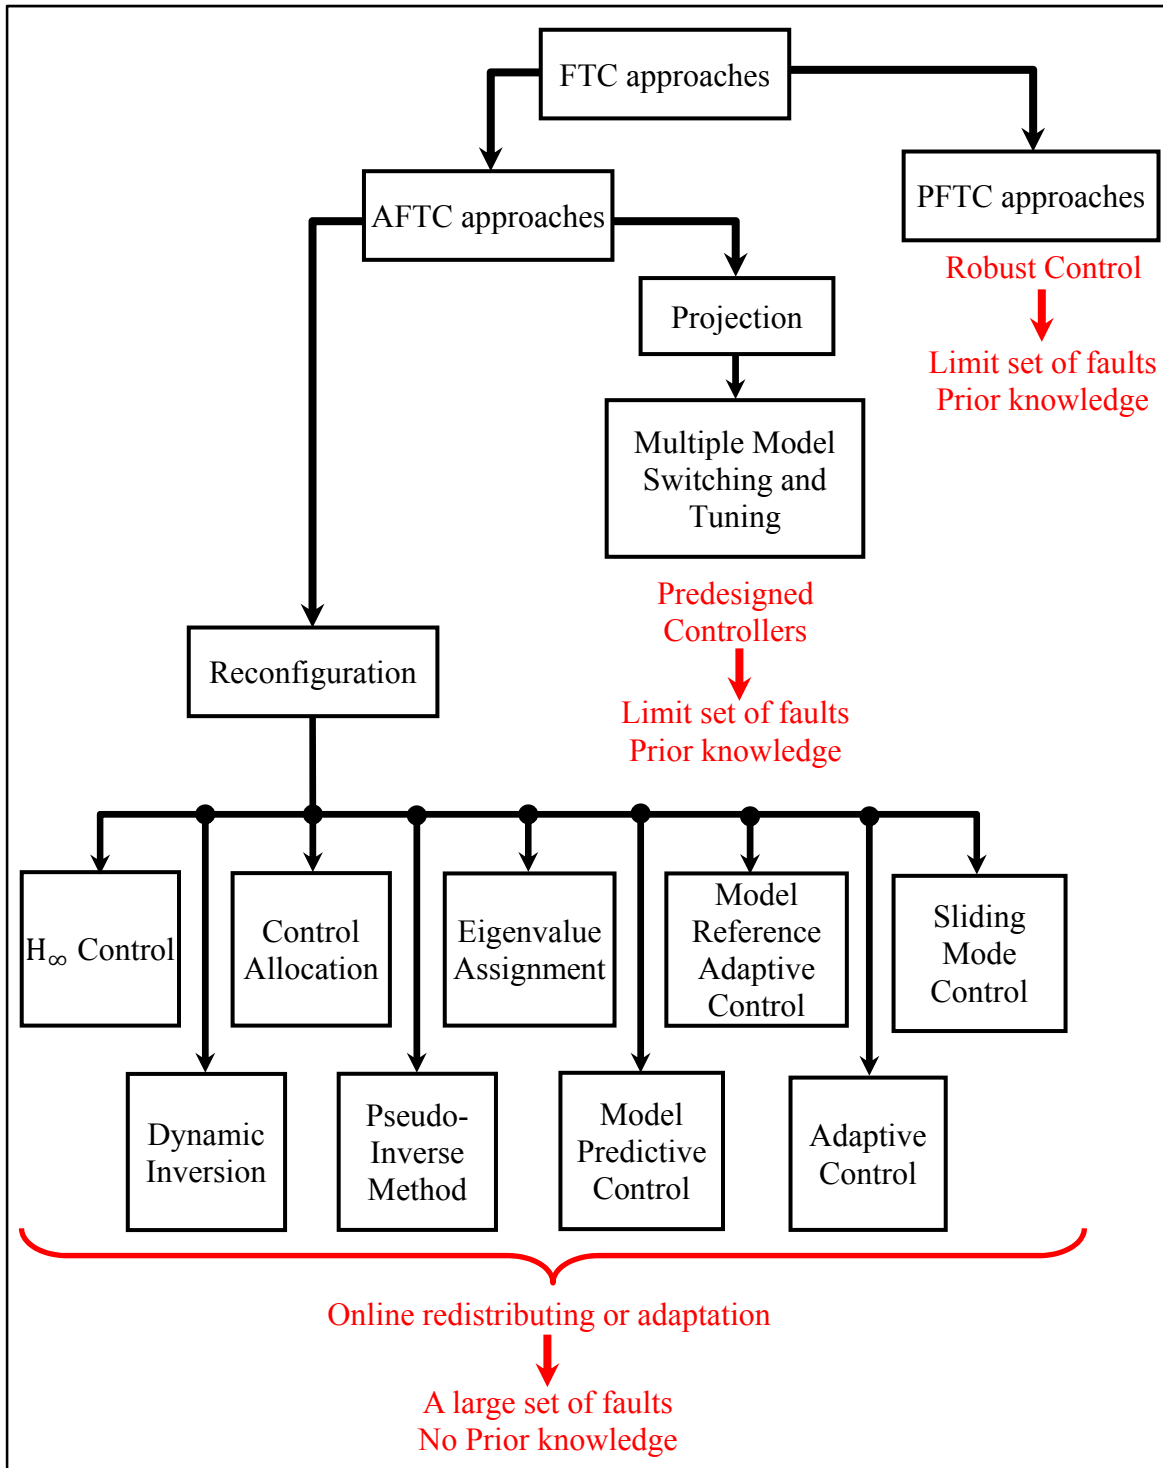 FTC approaches
AFTC approaches
PFTC approaches
Robust Control
Limit set of faults
Prior knowledge
Projection
Multiple Model
Switching and
Tuning
Predesigned
Controllers
Limit set of faults
Prior knowledge
Reconfiguration
H∞ Control
Control
Allocation
Eigenvalue
Assignment
Model
Reference
Adaptive
Control
Sliding
Mode
Control
Dynamic
Inversion
Pseudo-
Inverse
Method
Model
Predictive
Control
Adaptive
Control
Online redistributing or adaptation
A large set of faults
No Prior knowledge